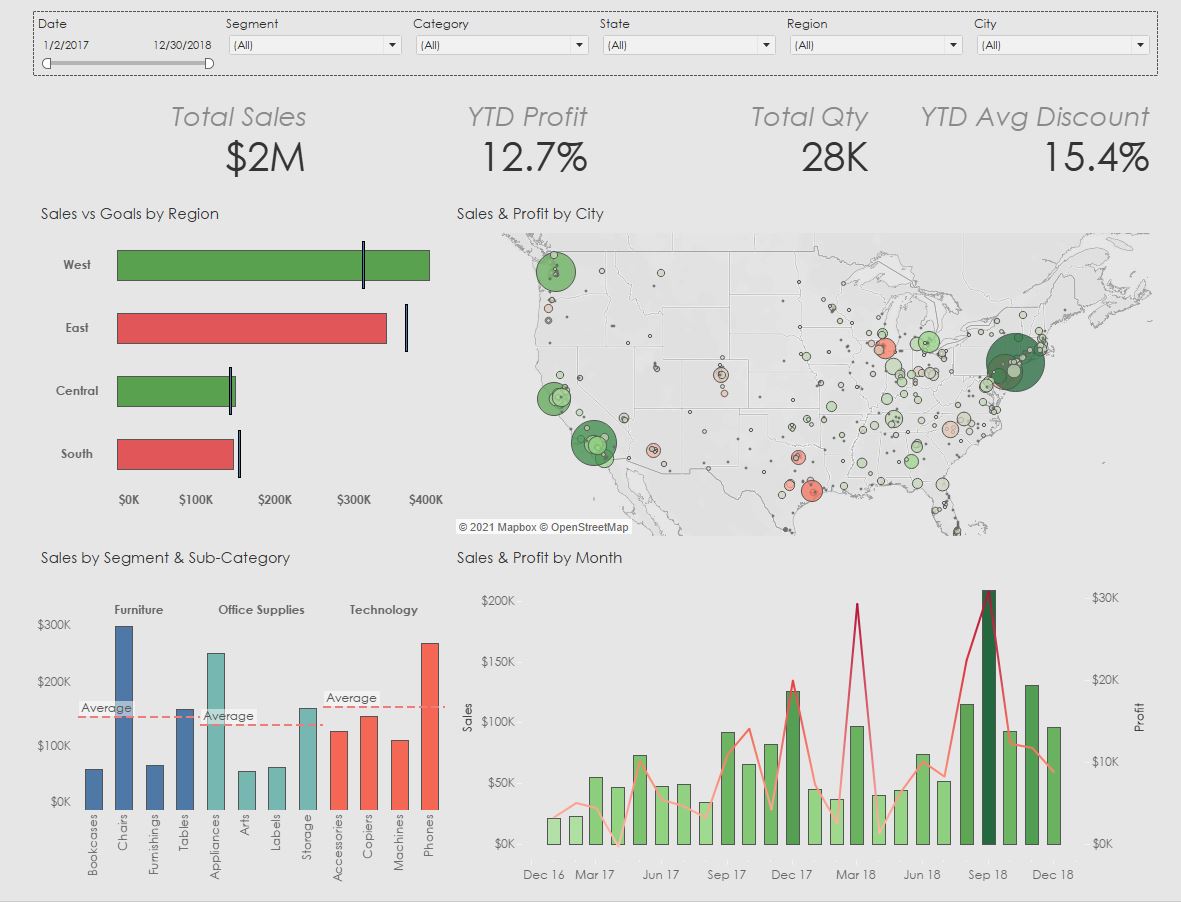 Date
Segment
Category
State
Region
City
1/2/2017 12/30/2018
(All)
(All)
(All)
(All)
(All)
Total Sales
$2M
YTD Profit
12.7%
Total Qty
28K
YTD Avg Discount
15.4%
Sales vs Goals by Region
West
East
Central
South
$0K $100K $200K $300K $400K
Sales & Profit by City
© 2021 Mapbox © OpenStreetMap
Sales by Segment & Sub-Category
Furniture Office Supplies Technology
$300K
$200K
$100K
$0K
Average
Average
Average
Bookcases
Chairs
Furnishings
Tables
Appliances
Arts
Labels
Storage
Accessories
Copiers
Machines
Phones
Sales & Profit by Month
Sales
$200K
$150K
$100K
$50K
$0K
$30K
$20K
$10K
$0K
Profit
Dec 16 Mar 17 Jun 17 Sep 17 Dec 17 Mar 18 Jun 18 Sep 18 Dec 18